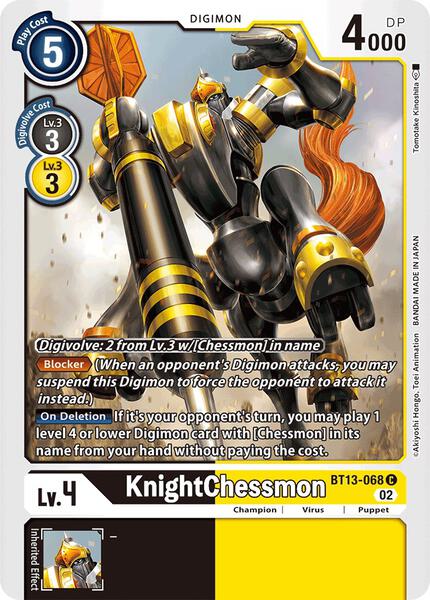 DIGIMON
Play Cost
5
4000
DP
Digivolve Cost
Lv.3
3
Lv.3
3
Tomotake Kinoshita
©Akiyoshi Hongo, Toei Animation BANDAI MADE IN JAPAN
Digivolve: 2 from Lv.3 w/[Chessmon] in name
Blocker (When an opponent's Digimon attacks, you may
suspend this Digimon to force the opponent to attack it
instead.)
On Deletion If it's your opponent's turn, you may play 1
level 4 or lower Digimon card with [Chessmon] in its
name from your hand without paying the cost.
Lv.4
KnightChessmon
BT13-068 C
02
Champion | Virus | Puppet
Inherited Effect
–